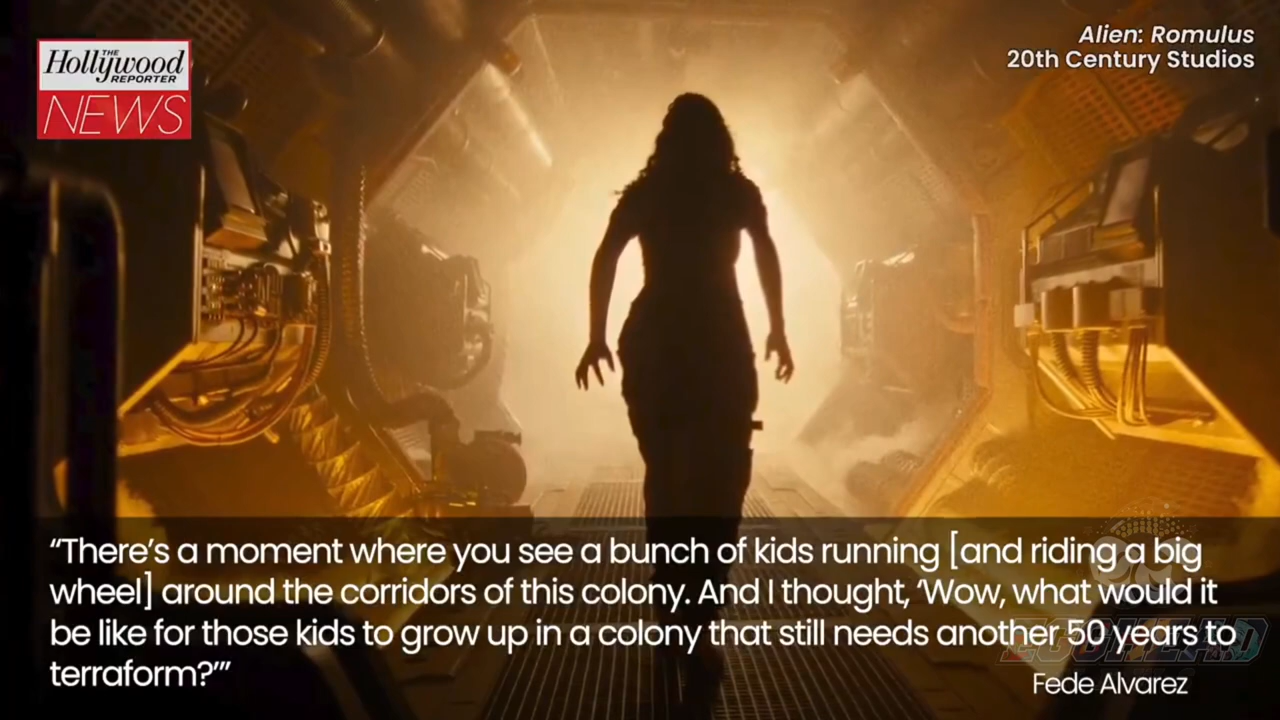 THE
Hollywood
REPORTER
NEWS
Alien: Romulus
20th Century Studios
“There’s a moment where you see a bunch of kids running [and riding a big
wheel] around the corridors of this colony. And I thought, ‘Wow, what would it
be like for those kids to grow up in a colony that still needs another 50 years to
terraform?’”
EGGHEAD
Fede Alvarez